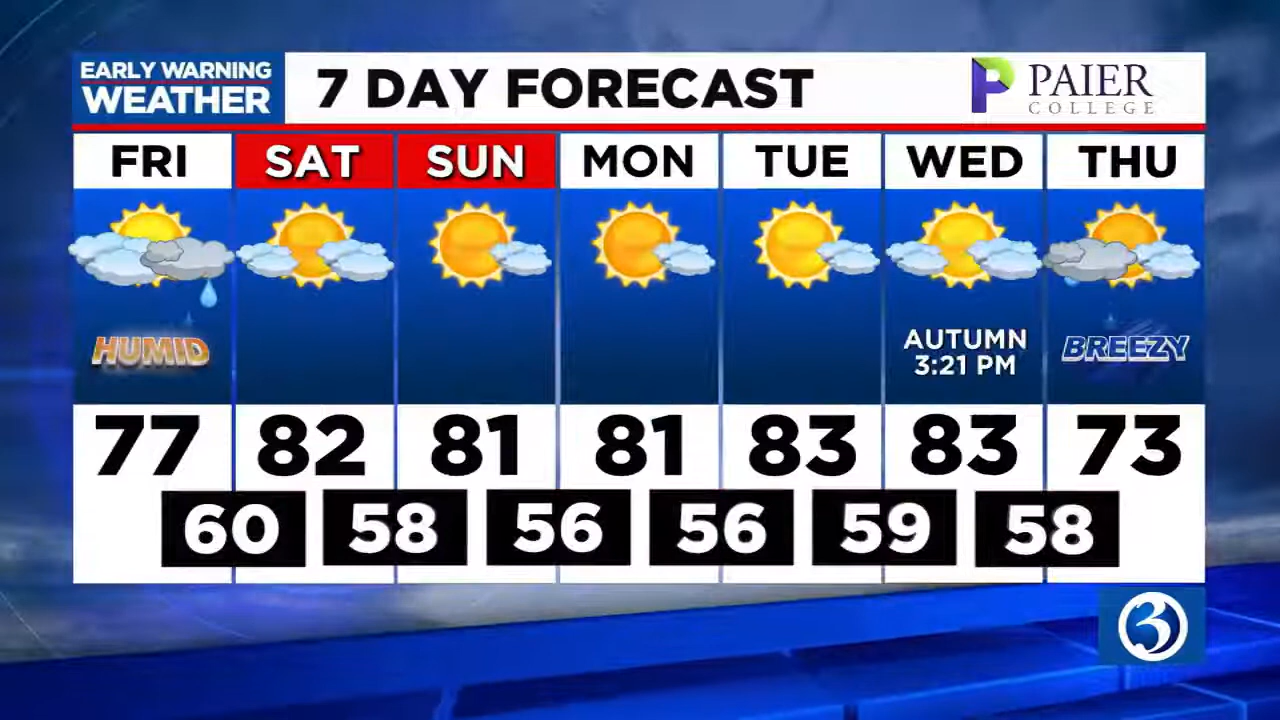 EARLY WARNING
WEATHER
7 DAY FORECAST
PAIER
COLLEGE
FRI SAT SUN MON TUE WED THU
HUMID
AUTUMN
3:21 PM
BREEZY
77 82 81 81 83 83 73
60 58 56 56 59 58
3